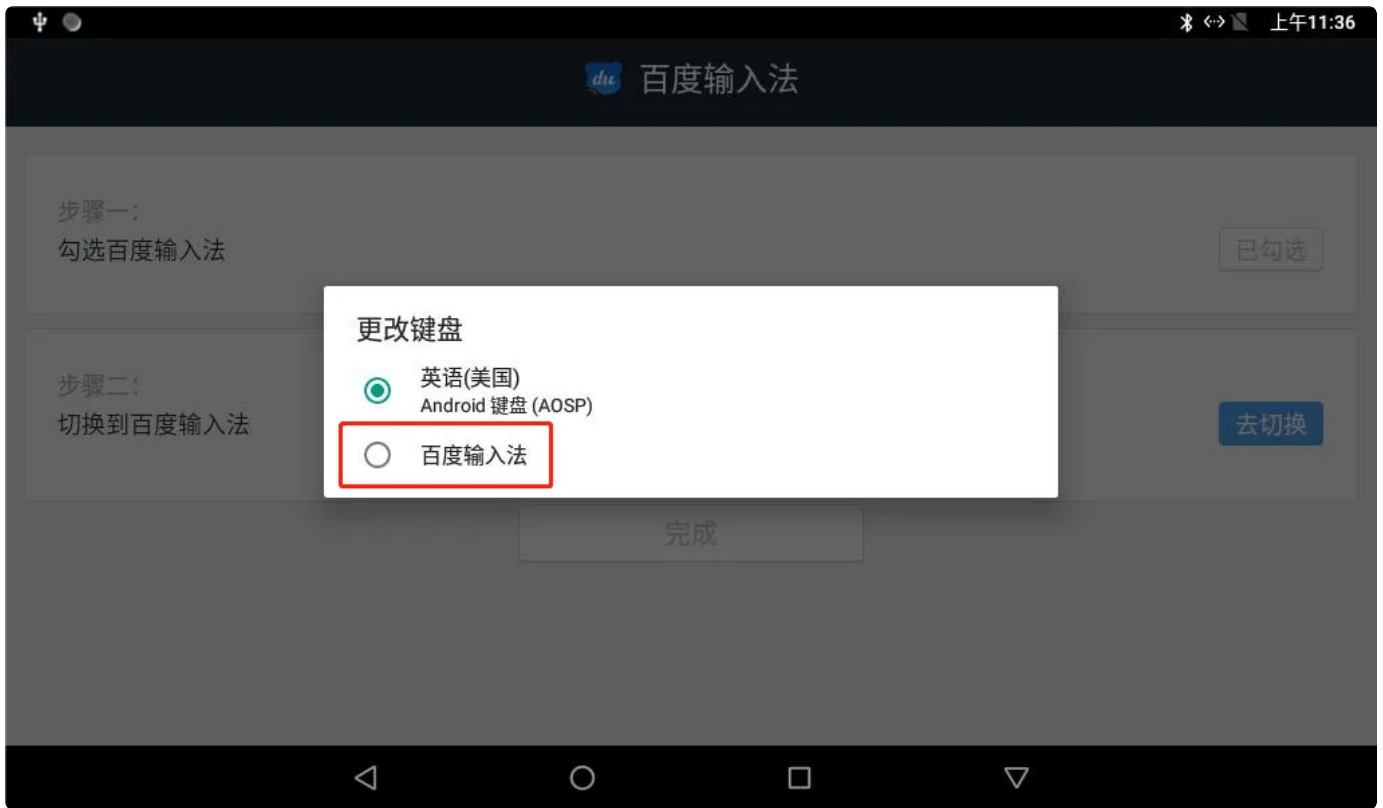 上午11:36
du 百度输入法
步骤一:
勾选百度输入法
已勾选
更改键盘
英语(美国)
Android 键盘 (AOSP)
百度输入法
步骤二:
切换到百度输入法
去切换
完成